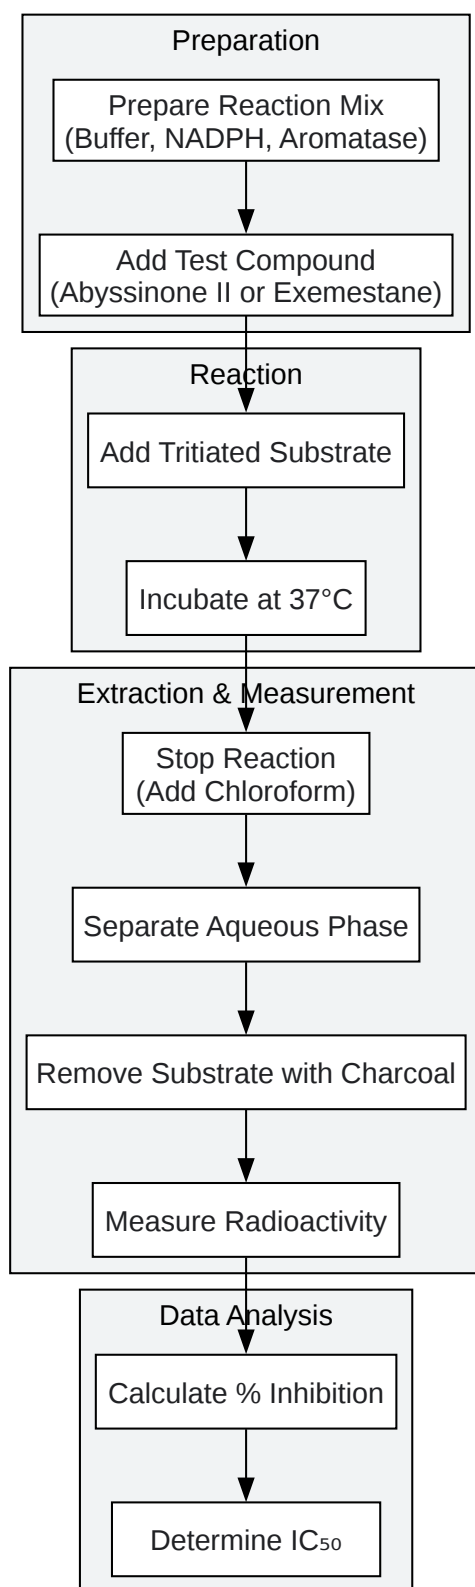 Preparation
Prepare Reaction Mix
(Buffer, NADPH, Aromatase)
Add Test Compound
(Abyssinone II or Exemestane)
Reaction
Add Tritiated Substrate
Incubate at 37°C
Extraction & Measurement
Stop Reaction
(Add Chloroform)
Separate Aqueous Phase
Remove Substrate with Charcoal
Measure Radioactivity
Data Analysis
Calculate % Inhibition
Determine IC₅₀